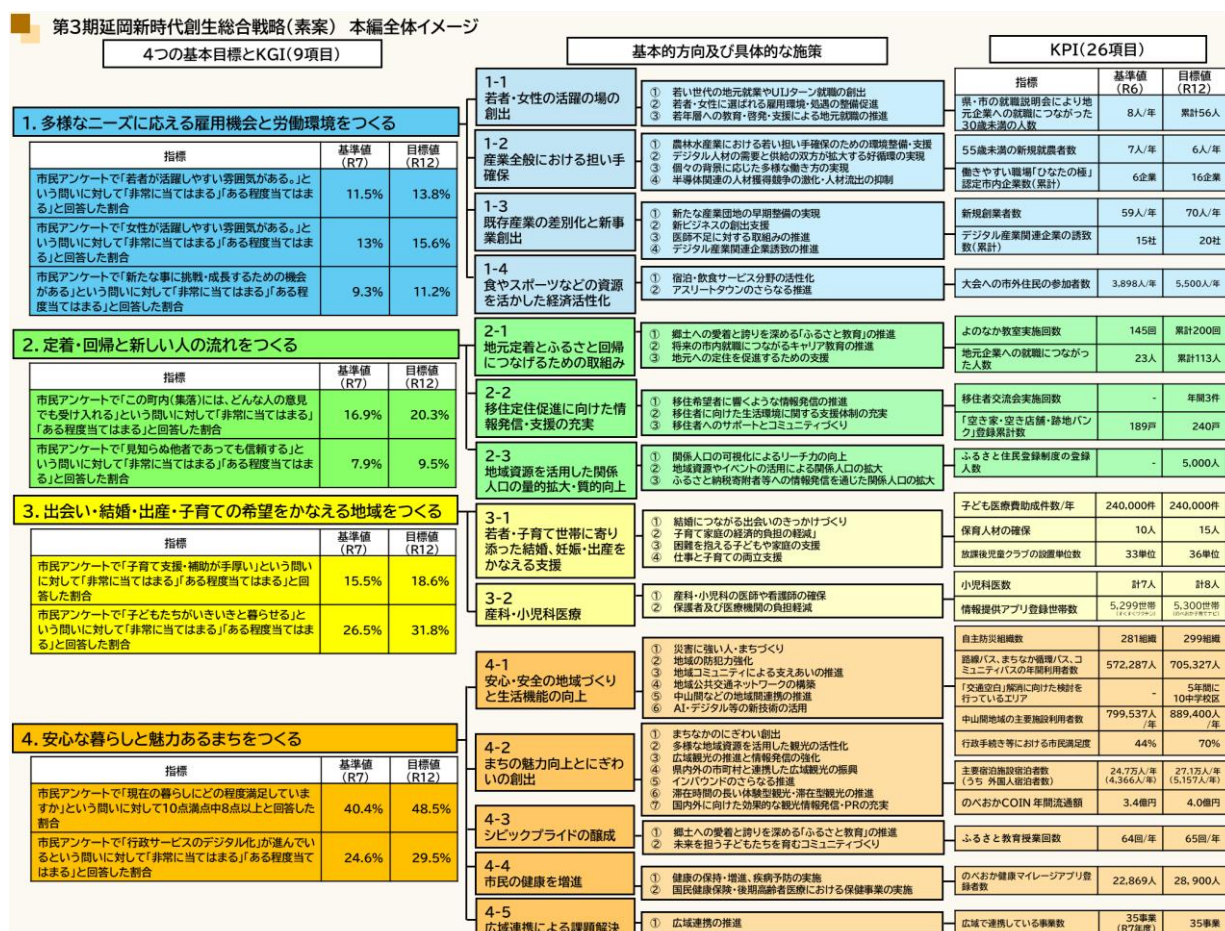 第3期延岡新時代創生総合戦略(素案) 本編全体イメージ
4つの基本目標とKGI(9項目)
基本的方向及び具体的な施策
KPI(26項目)
1. 多様なニーズに応える雇用機会と労働環境をつくる
指標
基準値
(R7)
目標値
(R12)
市民アンケートで「若者が活躍しやすい雰囲気がある。」と
いう問いに対して「非常に当てはまる」「ある程度当てはま
る」と回答した割合
11.5%
13.8%
市民アンケートで「女性が活躍しやすい雰囲気がある。」と
いう問いに対して「非常に当てはまる」「ある程度当てはま
る」と回答した割合
13%
15.6%
市民アンケートで「新たな事に挑戦・成長するための機会
がある」という問いに対して「非常に当てはまる」「ある程
度当てはまる」と回答した割合
9.3%
11.2%
2. 定着・回帰と新しい人の流れをつくる
指標
基準値
(R7)
目標値
(R12)
市民アンケートで「この町内(集落)には、どんな人の意見
でも受け入れる」という問いに対して「非常に当てはまる」
「ある程度当てはまる」と回答した割合
16.9%
20.3%
市民アンケートで「見知らぬ他者であっても信頼する」と
いう問いに対して「非常に当てはまる」「ある程度当てはま
る」と回答した割合
7.9%
9.5%
3. 出会い・結婚・出産・子育ての希望をかなえる地域をつくる
指標
基準値
(R7)
目標値
(R12)
市民アンケートで「子育て支援・補助が手厚い」という問い
に対して「非常に当てはまる」「ある程度当てはまる」と回
答した割合
15.5%
18.6%
市民アンケートで「子どもたちがいきいきと暮らせる」と
いう問いに対して「非常に当てはまる」「ある程度当てはま
る」と回答した割合
26.5%
31.8%
4. 安心な暮らしと魅力あるまちをつくる
指標
基準値
(R7)
目標値
(R12)
市民アンケートで「現在の暮らしにどの程度満足していま
すか」という問いに対して10点満点中8点以上と回答した
割合
40.4%
48.5%
市民アンケートで「行政サービスのデジタル化」が進んでい
るという問いに対して「非常に当てはまる」「ある程度当て
はまる」と回答した割合
24.6%
29.5%
1-1
若者・女性の活躍の場の
創出
① 若い世代の地元就業やUIJターン就職の創出
② 若者・女性に選ばれる雇用環境・処遇の整備促進
③ 若年層への教育・啓発・支援による地元就職の推進
1-2
産業全般における担い手
確保
① 農林水産業における若い担い手確保のための環境整備・支援
② デジタル人材の需要と供給の双方が拡大する好循環の実現
③ 個々の背景に応じた多様な働き方の実現
④ 半導体関連の人材獲得競争の激化・人材流出の抑制
1-3
既存産業の差別化と新事
業創出
① 新たな産業団地の早期整備の実現
② 新ビジネスの創出支援
③ 医師不足に対する取組みの推進
④ デジタル産業関連企業誘致の推進
1-4
食やスポーツなどの資源
を活かした経済活性化
① 宿泊・飲食サービス分野の活性化
② アスリートタウンのさらなる推進
2-1
地元定着とふるさと回帰
につなげるための取組み
① 郷土への愛着と誇りを深める「ふるさと教育」の推進
② 将来の市内就職につながるキャリア教育の推進
③ 地元への定住を促進するための支援
2-2
移住定住促進に向けた情
報発信・支援の充実
① 移住希望者に響くような情報発信の推進
② 移住者に向けた生活環境に関する支援体制の充実
③ 移住者へのサポートとコミュニティづくり
2-3
地域資源を活用した関係
人口の量的拡大・質的向上
① 関係人口の可視化によるリーチ力の向上
② 地域資源やイベントの活用による関係人口の拡大
③ ふるさと納税寄附者等への情報発信を通じた関係人口の拡大
3-1
若者・子育て世帯に寄り
添った結婚、妊娠・出産を
かなえる支援
① 結婚につながる出会いのきっかけづくり
② 子育て家庭の経済的負担の軽減」
③ 困難を抱える子どもや家庭の支援
④ 仕事と子育ての両立支援
3-2
産科・小児科医療
① 産科・小児科の医師や看護師の確保
② 保護者及び医療機関の負担軽減
4-1
安心・安全の地域づくり
と生活機能の向上
① 災害に強い人・まちづくり
② 地域の防犯力強化
③ 地域コミュニティによる支えあいの推進
④ 地域公共交通ネットワークの構築
⑤ 中山間などの地域間連携の推進
⑥ AI・デジタル等の新技術の活用
4-2
まちの魅力向上とにぎわ
いの創出
① まちなかのにぎわい創出
② 多様な地域資源を活用した観光の活性化
③ 広域観光の推進と情報発信の強化
④ 県内外の市町村と連携した広域観光の振興
⑤ インバウンドのさらなる推進
⑥ 滞在時間の長い体験型観光・滞在型観光の推進
⑦ 国内外に向けた効果的な観光情報発信・PRの充実
4-3
シビックプライドの醸成
① 郷土への愛着と誇りを深める「ふるさと教育」の推進
② 未来を担う子どもたちを育むコミュニティづくり
4-4
市民の健康を増進
① 健康の保持・増進、疾病予防の実施
② 国民健康保険・後期高齢者医療における保健事業の実施
4-5
広域連携による課題解決
① 広域連携の推進
指標
基準値
(R6)
目標値
(R12)
県・市の就職説明会により地
元企業への就職につながった
30歳未満の人数
8人/年
累計56人
55歳未満の新規就農者数
7人/年
6人/年
働きやすい職場「ひなたの極」
認定市内企業数(累計)
6企業
16企業
新規創業者数
59人/年
70人/年
デジタル産業関連企業の誘致
数(累計)
15社
20社
大会への市外住民の参加者数
3,898人/年
5,500人/年
よのなか教室実施回数
145回
累計200回
地元企業への就職につながっ
た人数
23人
累計113人
移住者交流会実施回数
-
年間3件
「空き家・空き店舗・跡地バン
ク」登録累計数
189戸
240戸
ふるさと住民登録制度の登録
人数
-
5,000人
子ども医療費助成件数/年
240,000件
240,000件
保育人材の確保
10人
15人
放課後児童クラブの設置単位数
33単位
36単位
小児科医数
計7人
計8人
情報提供アプリ登録世帯数
5,299世帯
5,300世帯
自主防災組織数
281組織
299組織
路線バス、まちなか循環バス、コ
ミュニティバスの年間利用者数
572,287人
705,327人
「交通空白」解消に向けた検討を
行っているエリア
-
5年間に
10中学校区
中山間地域の主要施設利用者数
799,537人
/年
889,400人
/年
行政手続き等における市民満足度
44%
70%
主要宿泊施設宿泊者数
(うち 外国人宿泊者数)
24.7万人/年
(4,366人/年)
27.1万人/年
(5,157人/年)
のべおかCOIN 年間流通額
3.4億円
4.0億円
ふるさと教育授業回数
64回/年
65回/年
のべおか健康マイレージアプリ登
録者数
22,869人
28,900人
広域で連携している事業数
35事業
(R7年度)
35事業